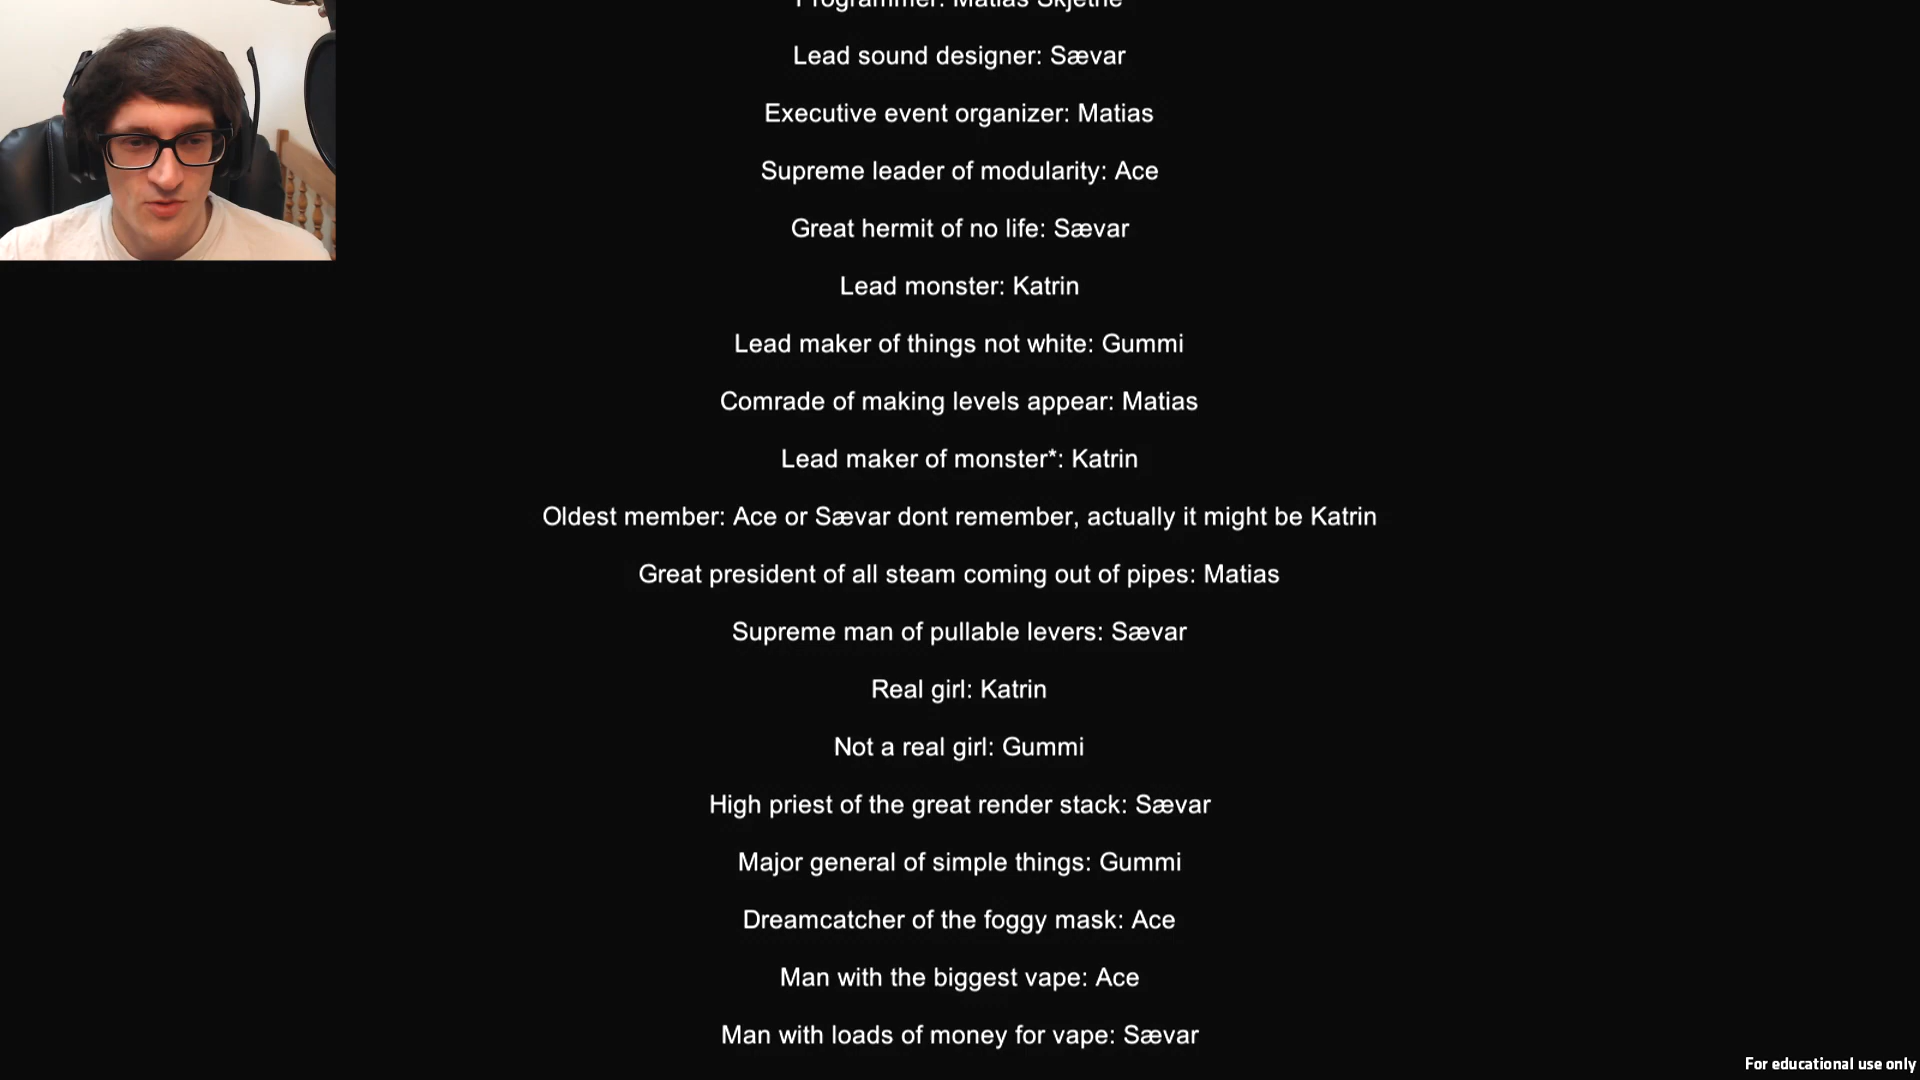 Programmer: Matias Skjetne
Lead sound designer: Sævar
Executive event organizer: Matias
Supreme leader of modularity: Ace
Great hermit of no life: Sævar
Lead monster: Katrin
Lead maker of things not white: Gummi
Comrade of making levels appear: Matias
Lead maker of monster*: Katrin
Oldest member: Ace or Sævar dont remember, actually it might be Katrin
Great president of all steam coming out of pipes: Matias
Supreme man of pullable levers: Sævar
Real girl: Katrin
Not a real girl: Gummi
High priest of the great render stack: Sævar
Major general of simple things: Gummi
Dreamcatcher of the foggy mask: Ace
Man with the biggest vape: Ace
Man with loads of money for vape: Sævar
For educational use only